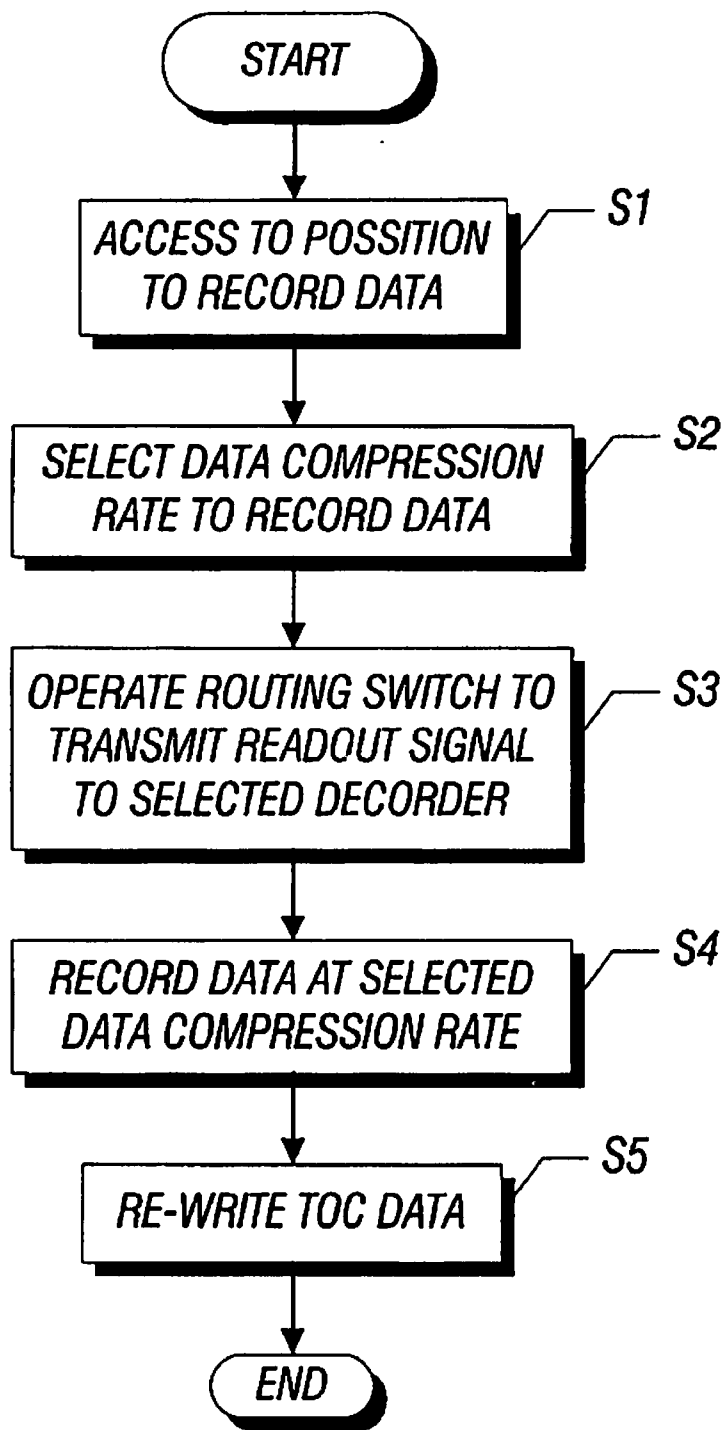 START
ACCESS TO POSSITION
TO RECORD DATA
S1
SELECT DATA COMPRESSION
RATE TO RECORD DATA
S2
OPERATE ROUTING SWITCH TO
TRANSMIT READOUT SIGNAL
TO SELECTED DECORDER
S3
RECORD DATA AT SELECTED
DATA COMPRESSION RATE
S4
RE-WRITE TOC DATA
S5
END